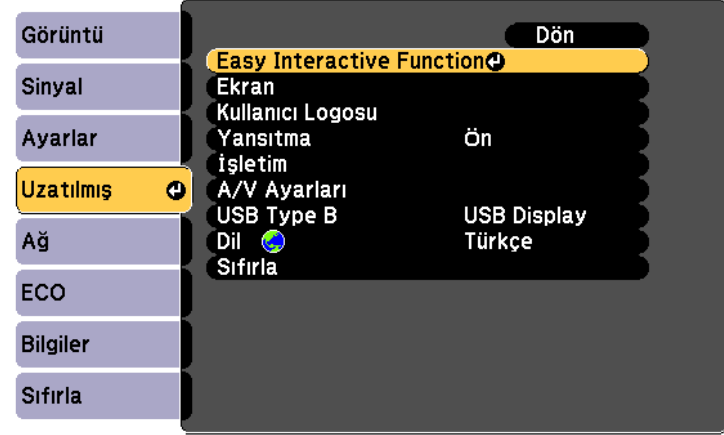 Görüntü
Sinyal
Ayarlar
Uzatılmış
Ağ
ECO
Bilgiler
Sıfırla
Dön
Easy Interactive Function
Ekran
Kullanıcı Logosu
Yansıtma Ön
İşletim
A/V Ayarları
USB Type B USB Display
Dil Türkçe
Sıfırla